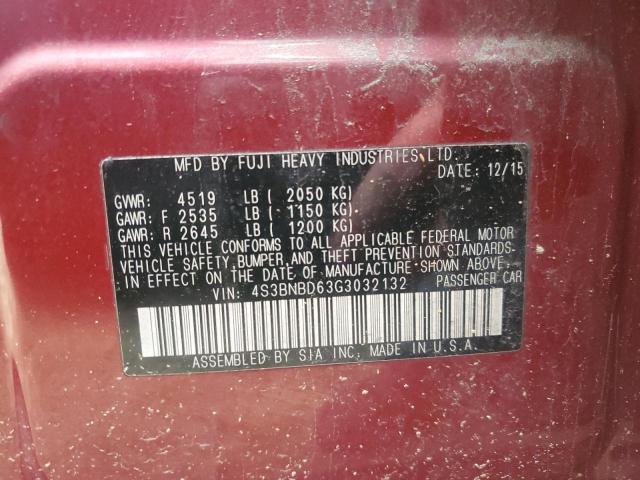 MFD BY FUJI HEAVY INDUSTRIES LTD.
DATE: 12/15
GVWR: 4519 LB ( 2050 KG)
GAWR: F 2535 LB ( 1150 KG)
GAWR: R 2645 LB ( 1200 KG)
THIS VEHICLE CONFORMS TO ALL APPLICABLE FEDERAL MOTOR
VEHICLE SAFETY, BUMPER, AND THEFT PREVENTION STANDARDS
IN EFFECT ON THE DATE OF MANUFACTURE SHOWN ABOVE.
VIN: 4S3BNBD63G3032132 PASSENGER CAR
ASSEMBLED BY SIA INC. MADE IN U.S.A.